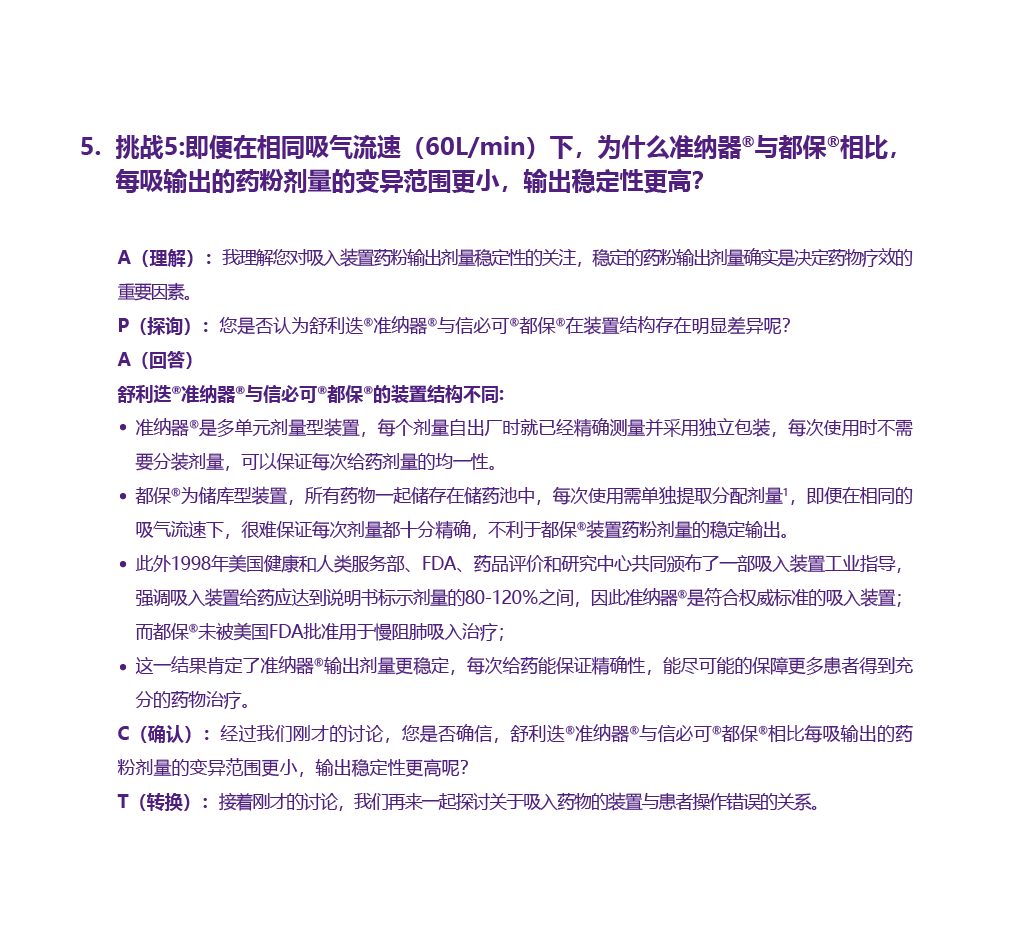 5. 挑战5:即便在相同吸气流速（60L/min）下，为什么准纳器®与都保®相比，
每吸输出的药粉剂量的变异范围更小，输出稳定性更高？
A（理解）：我理解您对吸入装置药粉输出剂量稳定性的关注，稳定的药粉输出剂量确实是决定药物疗效的
重要因素。
P（探询）：您是否认为舒利迭®准纳器®与信必可®都保®在装置结构存在明显差异呢？
A（回答）
舒利迭®准纳器®与信必可®都保®的装置结构不同:
• 准纳器®是多单元剂量型装置，每个剂量自出厂时就已经精确测量并采用独立包装，每次使用时不需
要分装剂量，可以保证每次给药剂量的均一性。
• 都保®为储库型装置，所有药物一起储存在储药池中，每次使用需单独提取分配剂量¹，即便在相同的
吸气流速下，很难保证每次剂量都十分精确，不利于都保®装置药粉剂量的稳定输出。
• 此外1998年美国健康和人类服务部、FDA、药品评价和研究中心共同颁布了一部吸入装置工业指导，
强调吸入装置给药应达到说明书标示剂量的80-120%之间，因此准纳器®是符合权威标准的吸入装置；
而都保®未被美国FDA批准用于慢阻肺吸入治疗；
• 这一结果肯定了准纳器®输出剂量更稳定，每次给药能保证精确性，能尽可能的保障更多患者得到充
分的药物治疗。
C（确认）：经过我们刚才的讨论，您是否确信，舒利迭®准纳器®与信必可®都保®相比每吸输出的药
粉剂量的变异范围更小，输出稳定性更高呢？
T（转换）：接着刚才的讨论，我们再来一起探讨关于吸入药物的装置与患者操作错误的关系。